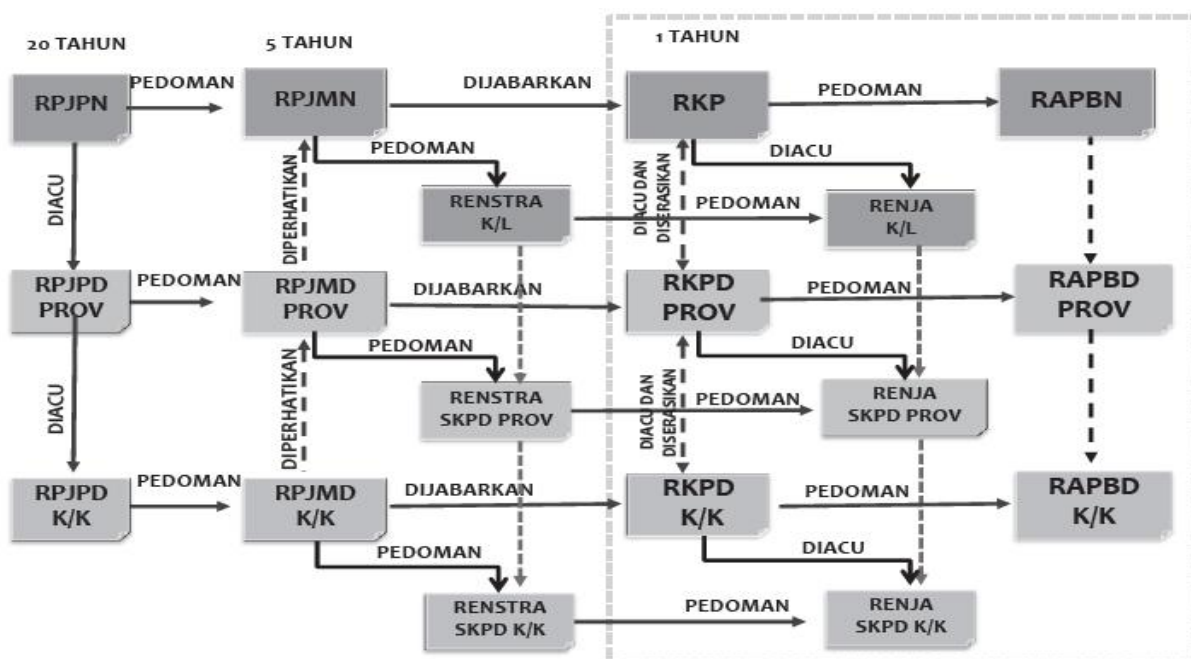 20 TAHUN
5 TAHUN
1 TAHUN
RPJPN
PEDOMAN
RPJMN
DIJABARKAN
RKP
PEDOMAN
RAPBN
DIACU
DIPERHATIKAN
PEDOMAN
RENSTRA
K/L
PEDOMAN
DIACU DAN
DISERASIKAN
DIACU
RENJA
K/L
RPJPD
PROV
PEDOMAN
RPJMD
PROV
DIJABARKAN
RKPD
PROV
PEDOMAN
RAPBD
PROV
DIACU
DIPERHATIKAN
PEDOMAN
RENSTRA
SKPD PROV
PEDOMAN
DIACU DAN
DISERASIKAN
DIACU
RENJA
SKPD PROV
RPJPD
K/K
PEDOMAN
RPJMD
K/K
DIJABARKAN
RKPD
K/K
PEDOMAN
RAPBD
K/K
PEDOMAN
RENSTRA
SKPD K/K
PEDOMAN
DIACU
RENJA
SKPD K/K